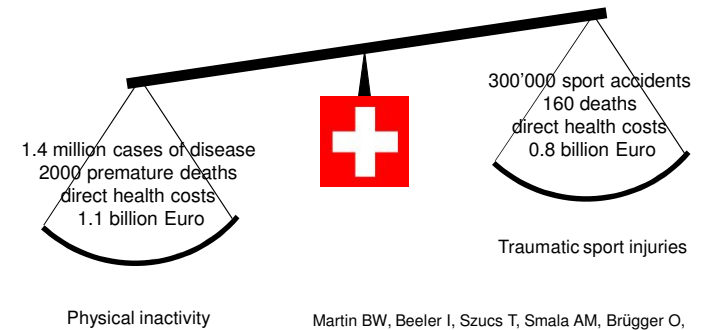 1.4 million cases of disease
2000 premature deaths
direct health costs
1.1 billion Euro
Physical inactivity
300'000 sport accidents
160 deaths
direct health costs
0.8 billion Euro
Traumatic sport injuries
Martin BW, Beeler I, Szucs T, Smala AM, Brügger O,